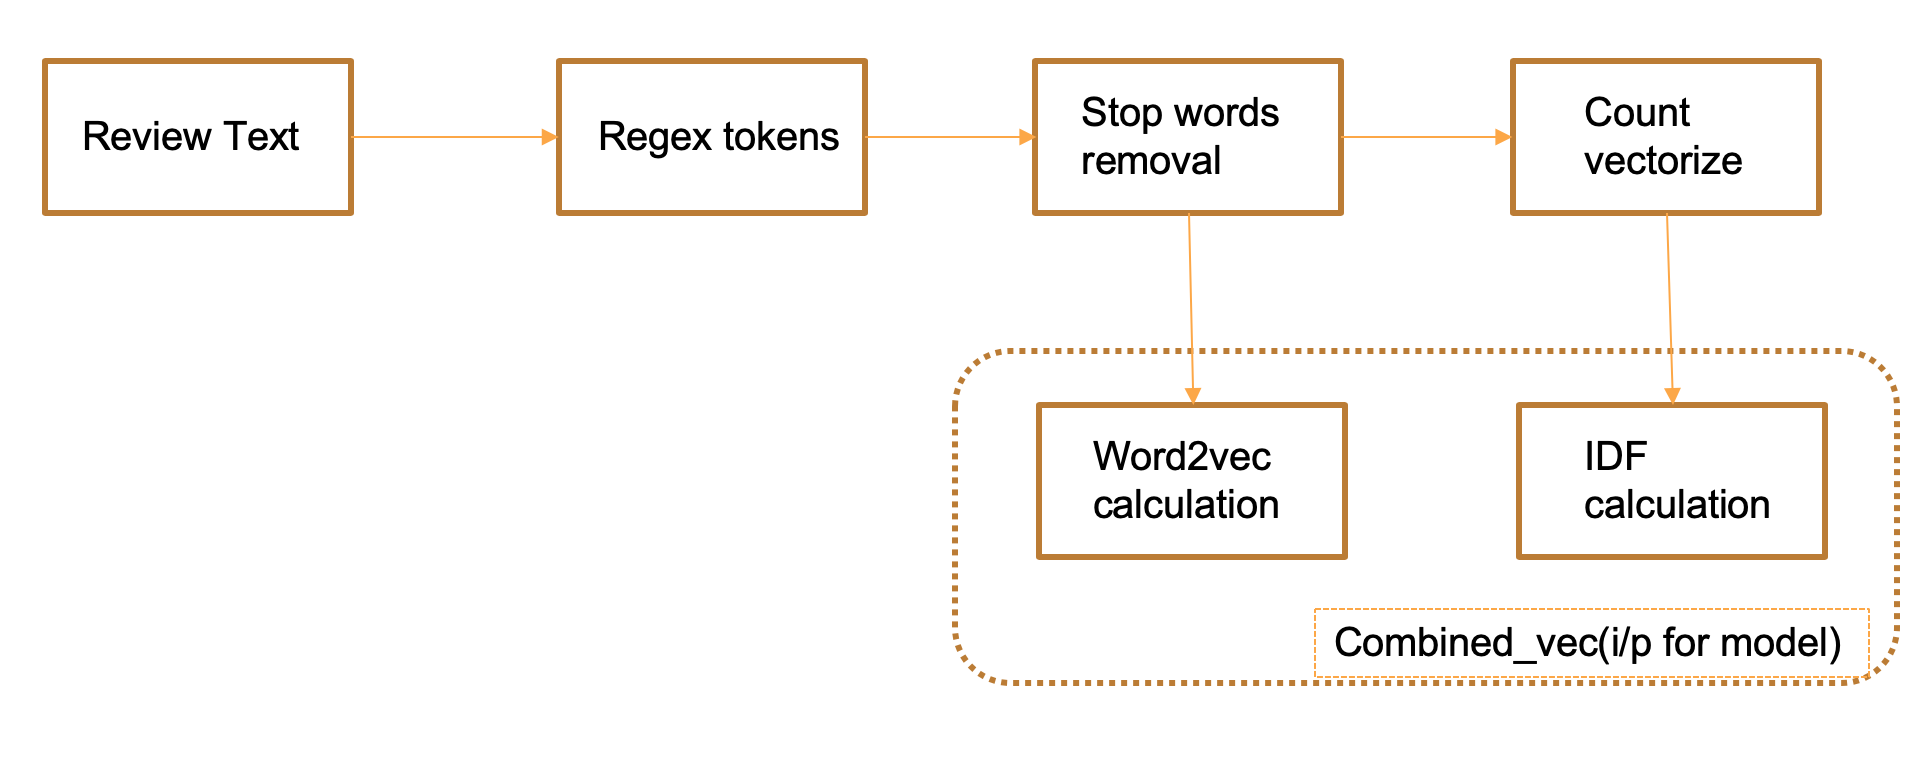 Review Text
Regex tokens
Stop words
removal
Count
vectorize
Word2vec
calculation
IDF
calculation
Combined_vec(i/p for model)